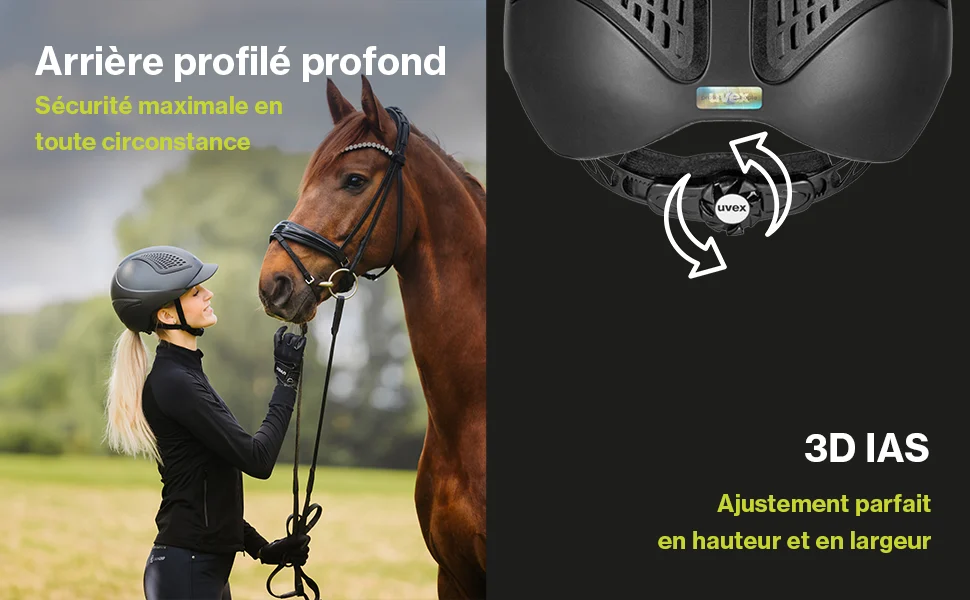 Arrière profilé profond
Sécurité maximale en
toute circonstance
uvex
uvex
3D IAS
Ajustement parfait
en hauteur et en largeur